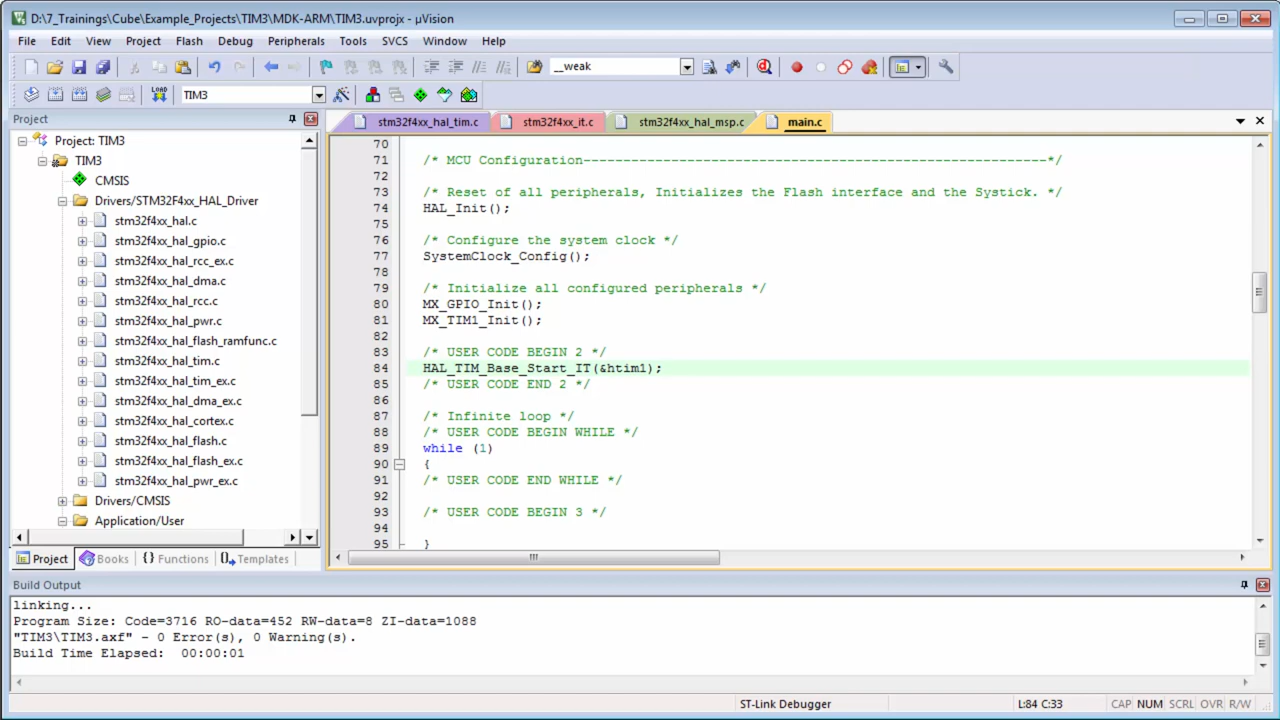 D:\7_Trainings\Cube\Example_Projects\TIM3\MDK-ARM\TIM3.uvprojx - µVision
File Edit View Project Flash Debug Peripherals Tools SVCS Window Help
__weak
LOAD TIM3
Project
stm32f4xx_hal_tim.c stm32f4xx_it.c stm32f4xx_hal_msp.c main.c
Project: TIM3
TIM3
CMSIS
Drivers/STM32F4xx_HAL_Driver
stm32f4xx_hal.c
stm32f4xx_hal_gpio.c
stm32f4xx_hal_rcc_ex.c
stm32f4xx_hal_dma.c
stm32f4xx_hal_rcc.c
stm32f4xx_hal_pwr.c
stm32f4xx_hal_flash_ramfunc.c
stm32f4xx_hal_tim.c
stm32f4xx_hal_tim_ex.c
stm32f4xx_hal_dma_ex.c
stm32f4xx_hal_cortex.c
stm32f4xx_hal_flash.c
stm32f4xx_hal_flash_ex.c
stm32f4xx_hal_pwr_ex.c
Drivers/CMSIS
Application/User
Project Books {} Functions Templates
70
71 /* MCU Configuration----------------------------------------------------------*/
72
73 /* Reset of all peripherals, Initializes the Flash interface and the Systick. */
74 HAL_Init();
75
76 /* Configure the system clock */
77 SystemClock_Config();
78
79 /* Initialize all configured peripherals */
80 MX_GPIO_Init();
81 MX_TIM1_Init();
82
83 /* USER CODE BEGIN 2 */
84 HAL_TIM_Base_Start_IT(&htim1);
85 /* USER CODE END 2 */
86
87 /* Infinite loop */
88 /* USER CODE BEGIN WHILE */
89 while (1)
90 {
91 /* USER CODE END WHILE */
92
93 /* USER CODE BEGIN 3 */
94
95 }
Build Output
linking...
Program Size: Code=3716 RO-data=452 RW-data=8 ZI-data=1088
"TIM3\TIM3.axf" - 0 Error(s), 0 Warning(s).
Build Time Elapsed: 00:00:01
ST-Link Debugger L:84 C:33 CAP NUM SCRL OVR R/W